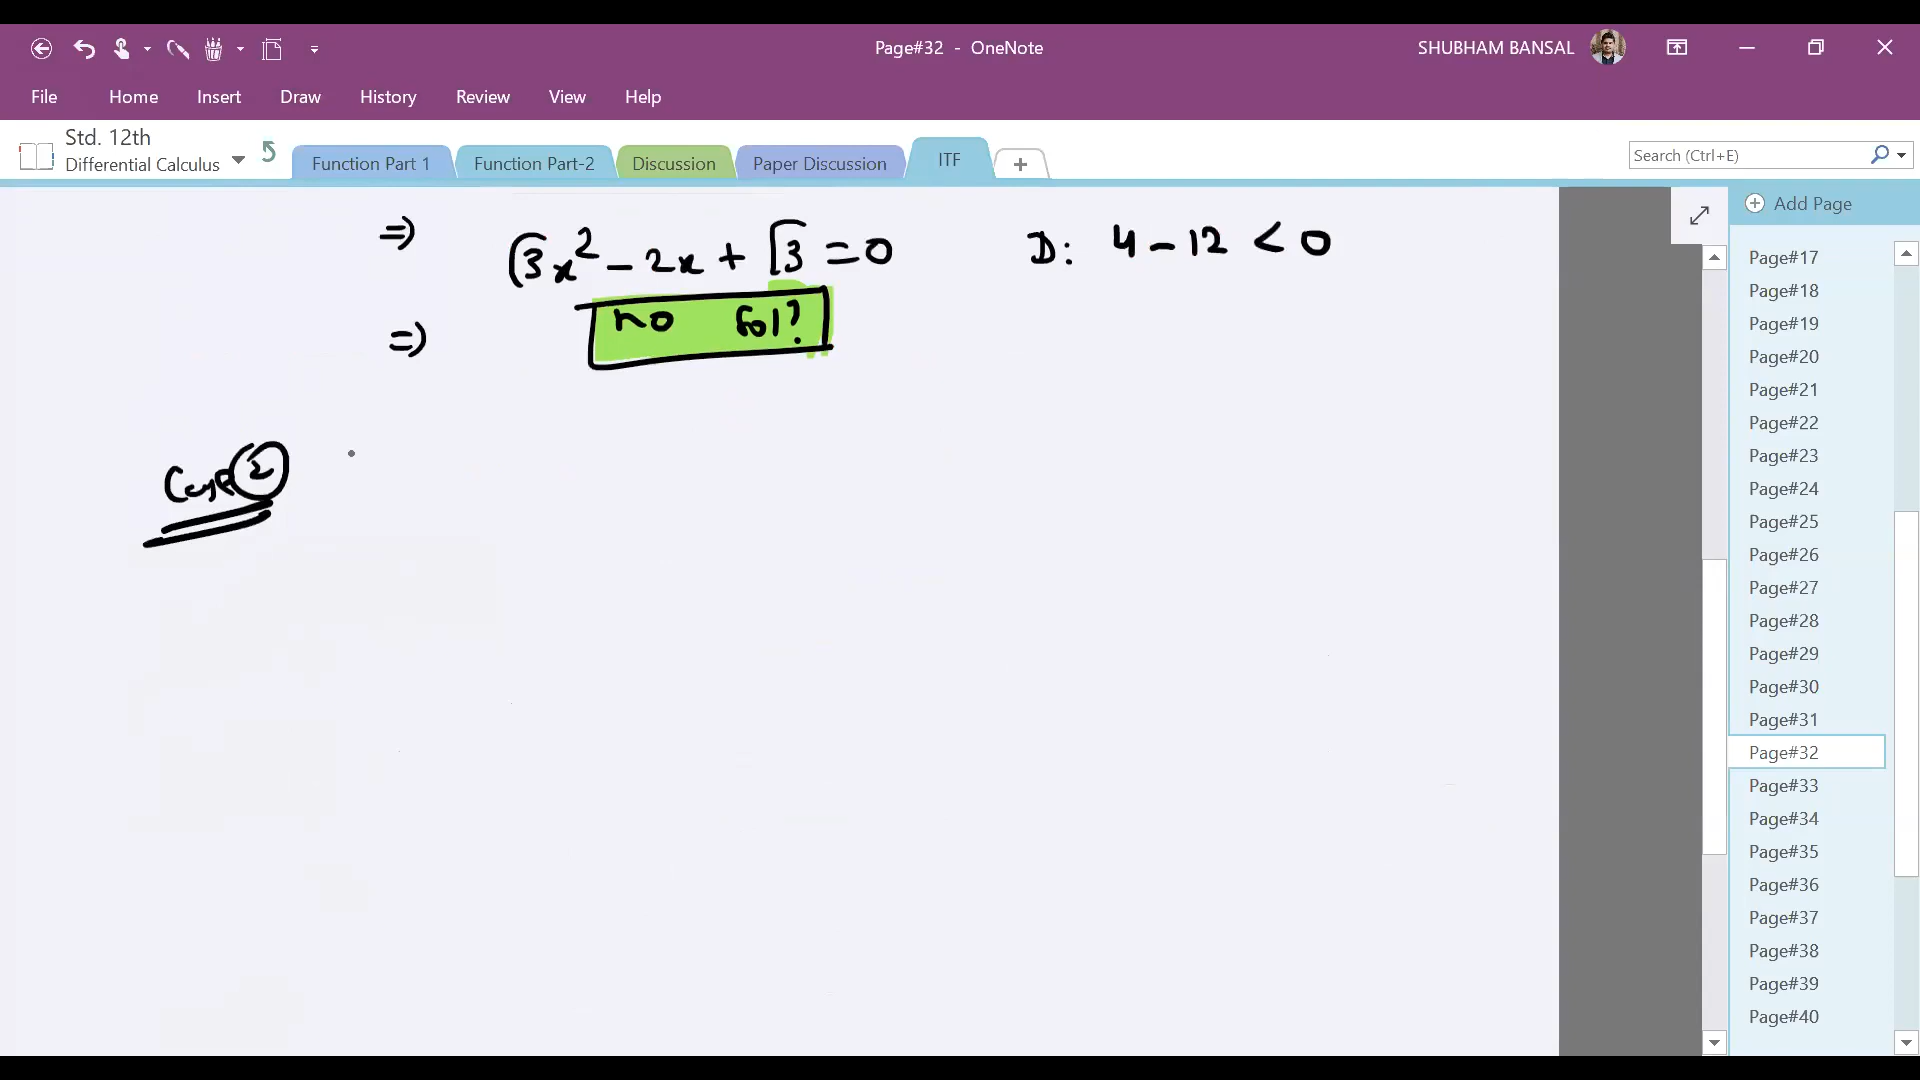 Page#32 - OneNote
SHUBHAM BANSAL
File Home Insert Draw History Review View Help
Std. 12th
Differential Calculus
Function Part 1
Function Part-2
Discussion
Paper Discussion
ITF
Search (Ctrl+E)
Add Page
⇒ √3x² - 2x + √3 = 0 D: 4 - 12 < 0
⇒ no Sol?
Case 2
Page#17
Page#18
Page#19
Page#20
Page#21
Page#22
Page#23
Page#24
Page#25
Page#26
Page#27
Page#28
Page#29
Page#30
Page#31
Page#32
Page#33
Page#34
Page#35
Page#36
Page#37
Page#38
Page#39
Page#40